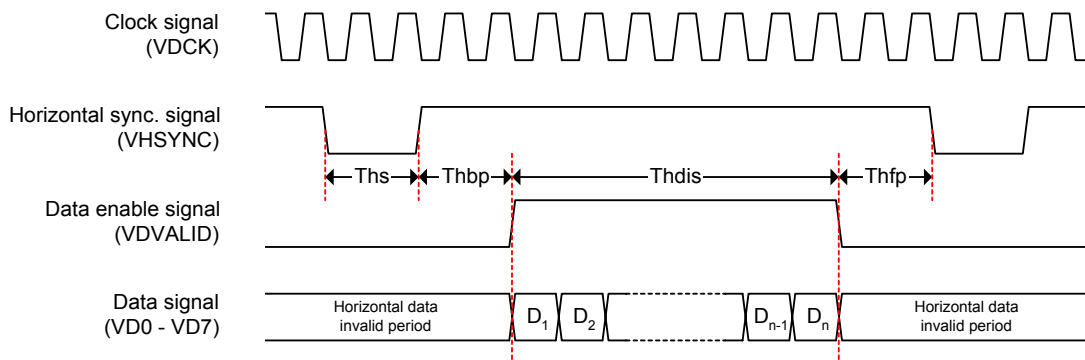 Clock signal
(VDCK)
Horizontal sync. signal
(VHSYNC)
Ths
Thbp
Thdis
Thfp
Data enable signal
(VDVALID)
Data signal
(VD0 - VD7)
Horizontal data
invalid period
D1
D2
Dn-1
Dn
Horizontal data
invalid period